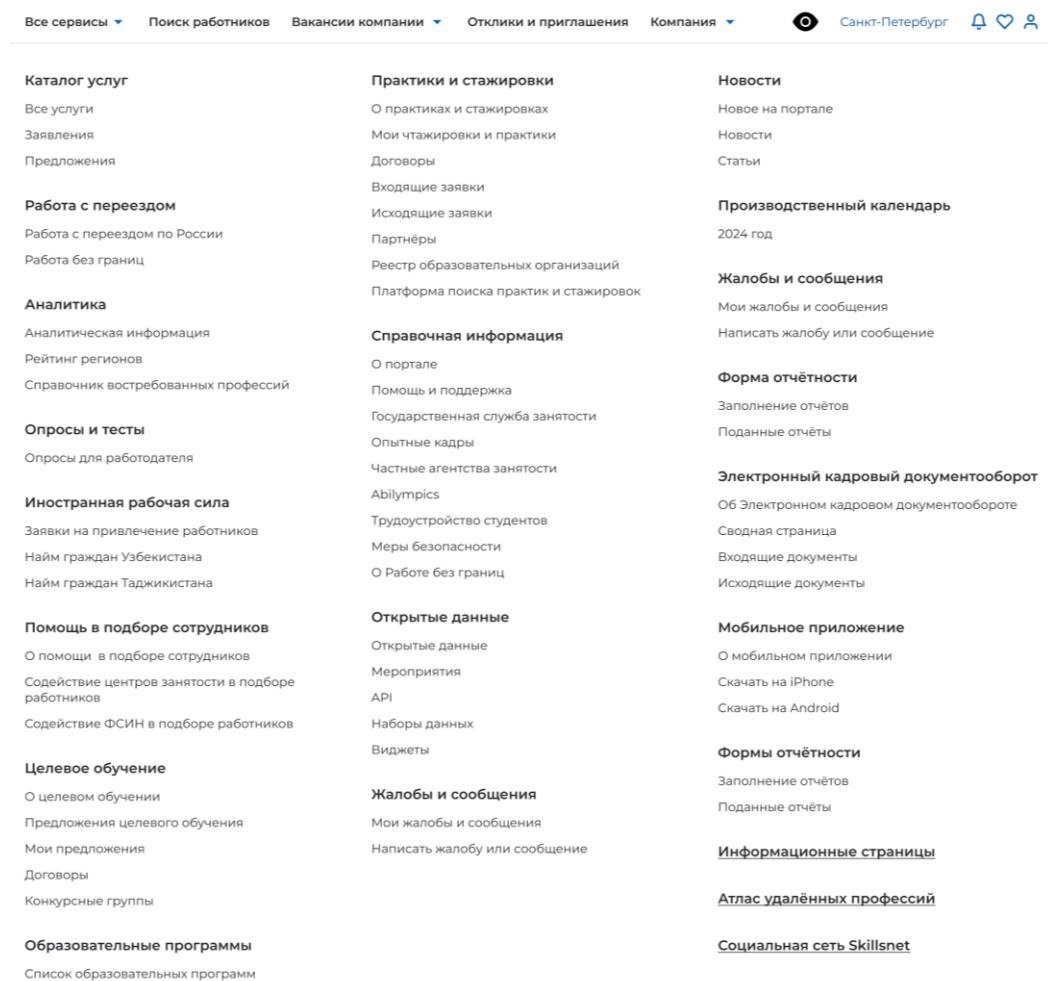 Все сервисы Поиск работников Вакансии компании Отклики и приглашения Компания Санкт-Петербург
Каталог услуг
Все услуги
Заявления
Предложения
Работа с переездом
Работа с переездом по России
Работа без границ
Аналитика
Аналитическая информация
Рейтинг регионов
Справочник востребованных профессий
Опросы и тесты
Опросы для работодателя
Иностранная рабочая сила
Заявки на привлечение работников
Найм граждан Узбекистана
Найм граждан Таджикистана
Помощь в подборе сотрудников
О помощи в подборе сотрудников
Содействие центров занятости в подборе
работников
Содействие ФСИН в подборе работников
Целевое обучение
О целевом обучении
Предложения целевого обучения
Мои предложения
Договоры
Конкурсные группы
Образовательные программы
Список образовательных программ
Практики и стажировки
О практиках и стажировках
Мои чтажировки и практики
Договоры
Входящие заявки
Исходящие заявки
Партнёры
Реестр образовательных организаций
Платформа поиска практик и стажировок
Справочная информация
О портале
Помощь и поддержка
Государственная служба занятости
Опытные кадры
Частные агентства занятости
Abilympics
Трудоустройство студентов
Меры безопасности
О Работе без границ
Открытые данные
Открытые данные
Мероприятия
API
Наборы данных
Виджеты
Жалобы и сообщения
Мои жалобы и сообщения
Написать жалобу или сообщение
Новости
Новое на портале
Новости
Статьи
Производственный календарь
2024 год
Жалобы и сообщения
Мои жалобы и сообщения
Написать жалобу или сообщение
Форма отчётности
Заполнение отчётов
Поданные отчёты
Электронный кадровый документооборот
Об Электронном кадровом документообороте
Сводная страница
Входящие документы
Исходящие документы
Мобильное приложение
О мобильном приложении
Скачать на iPhone
Скачать на Android
Формы отчётности
Заполнение отчётов
Поданные отчёты
Информационные страницы
Атлас удалённых профессий
Социальная сеть Skillsnet